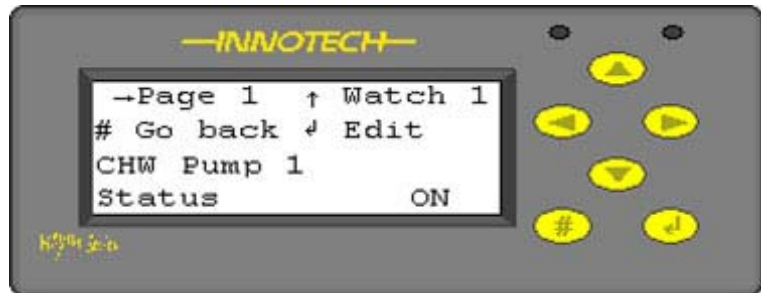 INNOTECH
→Page 1 ↑ Watch 1
# Go back ↲ Edit
CHW Pump 1
Status ON
#